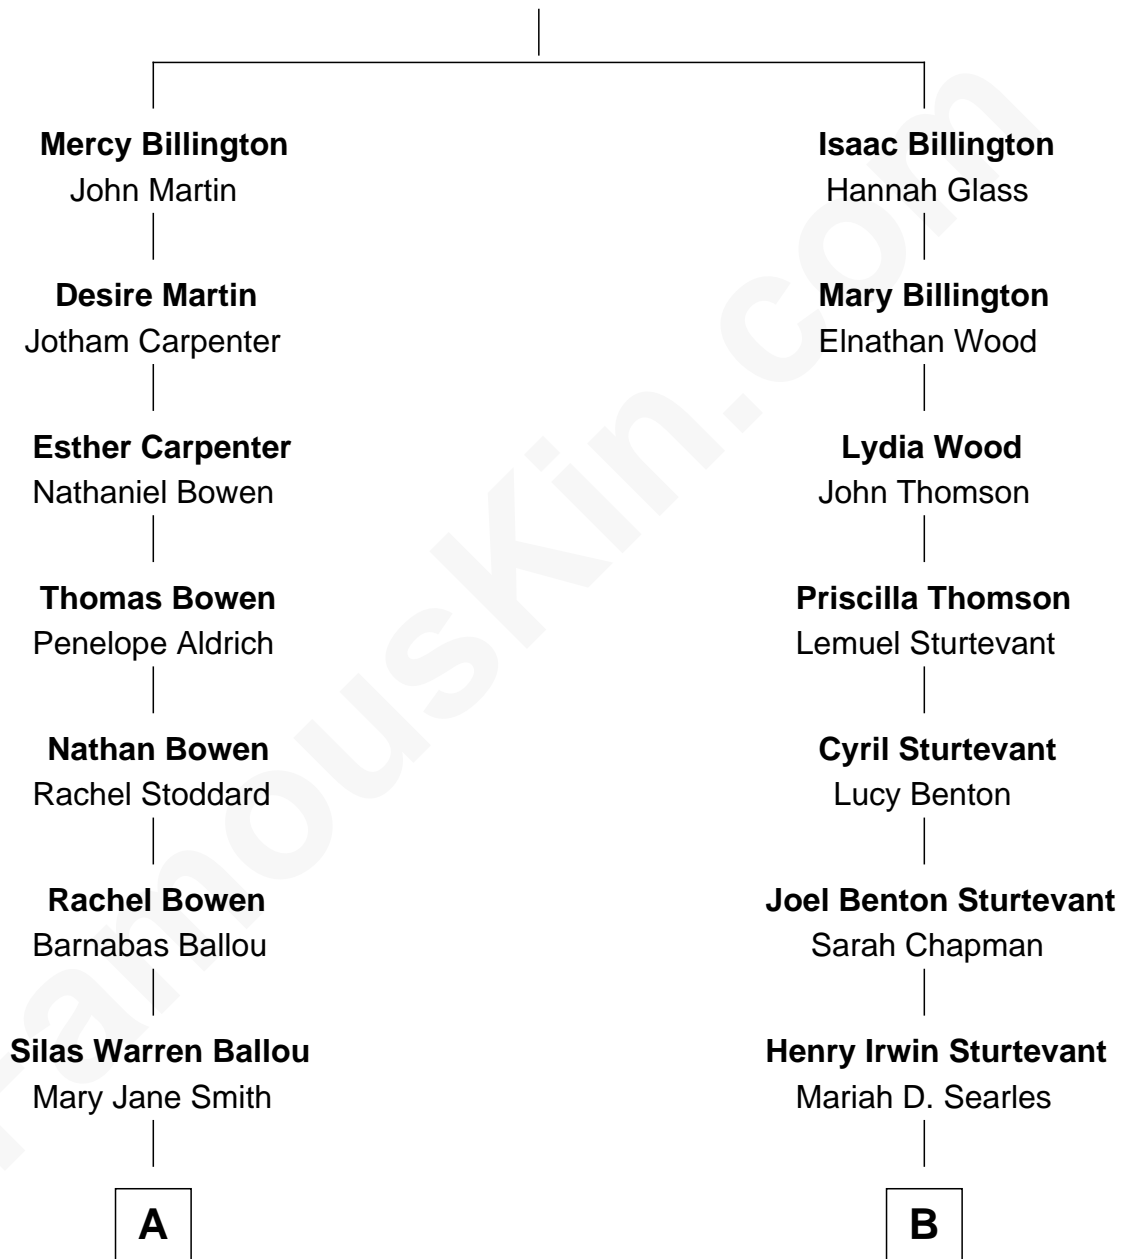 Mercy Billington
John Martin
Desire Martin
Jotham Carpenter
Esther Carpenter
Nathaniel Bowen
Thomas Bowen
Penelope Aldrich
Nathan Bowen
Rachel Stoddard
Rachel Bowen
Barnabas Ballou
Silas Warren Ballou
Mary Jane Smith
A
Isaac Billington
Hannah Glass
Mary Billington
Elnathan Wood
Lydia Wood
John Thomson
Priscilla Thomson
Lemuel Sturtevant
Cyril Sturtevant
Lucy Benton
Joel Benton Sturtevant
Sarah Chapman
Henry Irwin Sturtevant
Mariah D. Searles
B
FamousKin.com